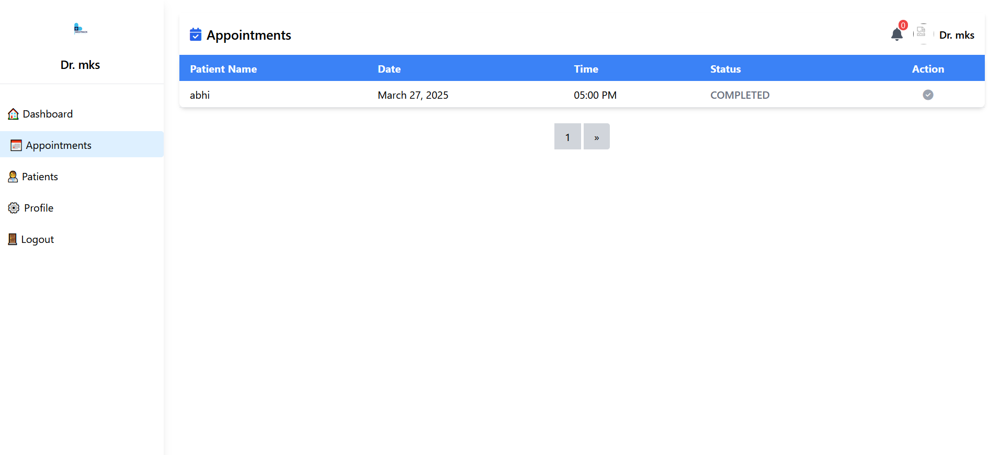 MEDITRACK
Dr. mks
Dashboard
Appointments
Patients
Profile
Logout
Appointments
0
Dr. mks
Patient Name Date Time Status Action
abhi March 27, 2025 05:00 PM COMPLETED
1 »